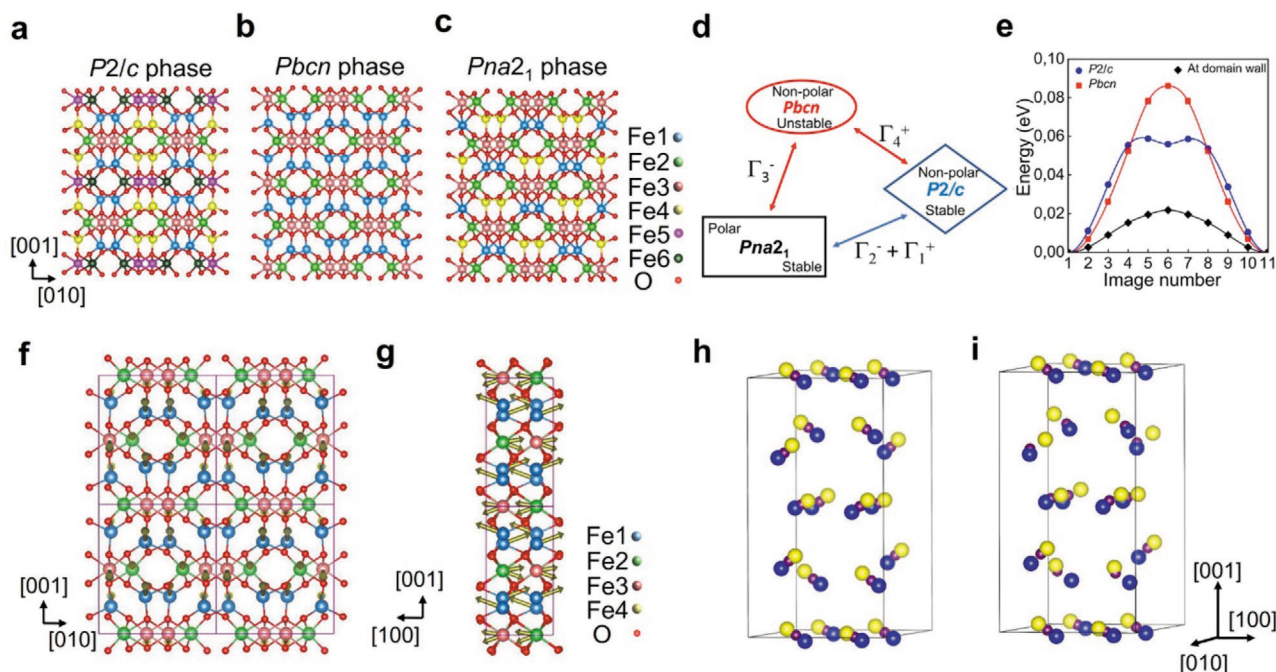 a
P2/c phase
b
Pbcn phase
c
Pna2₁ phase
Fe1
Fe2
Fe3
Fe4
Fe5
Fe6
O
[001]
[010]
d
Non-polar
Pbcn
Unstable
Γ₄⁺
Γ₃⁻
Non-polar
P2/c
Stable
Polar
Pna2₁
Stable
Γ₂⁻ + Γ₁⁺
e
0,10
0,08
0,06
0,04
0,02
0,00
Energy (eV)
P2/c
Pbcn
At domain wall
1 2 3 4 5 6 7 8 9 10 11
Image number
f
[001]
[010]
g
[001]
[100]
Fe1
Fe2
Fe3
Fe4
O
h
i
[001]
[100]
[010]